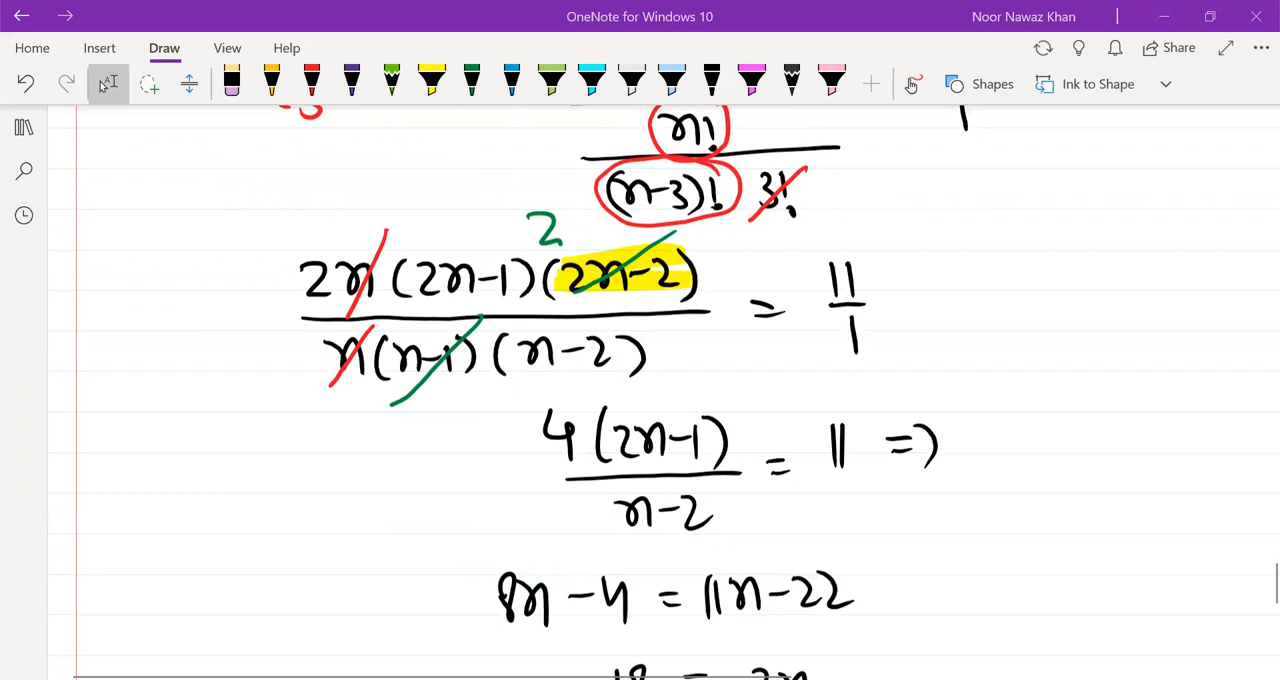 OneNote for Windows 10
Noor Nawaz Khan
Home Insert Draw View Help
Share
Shapes
Ink to Shape
n!
(n-3)! 3!
2
2n(2n-1)(2n-2)
n(n-1)(n-2)
= 11
1
4(2n-1)
n-2
= 11 =>
8n-4 = 11n-22
18 = 3n